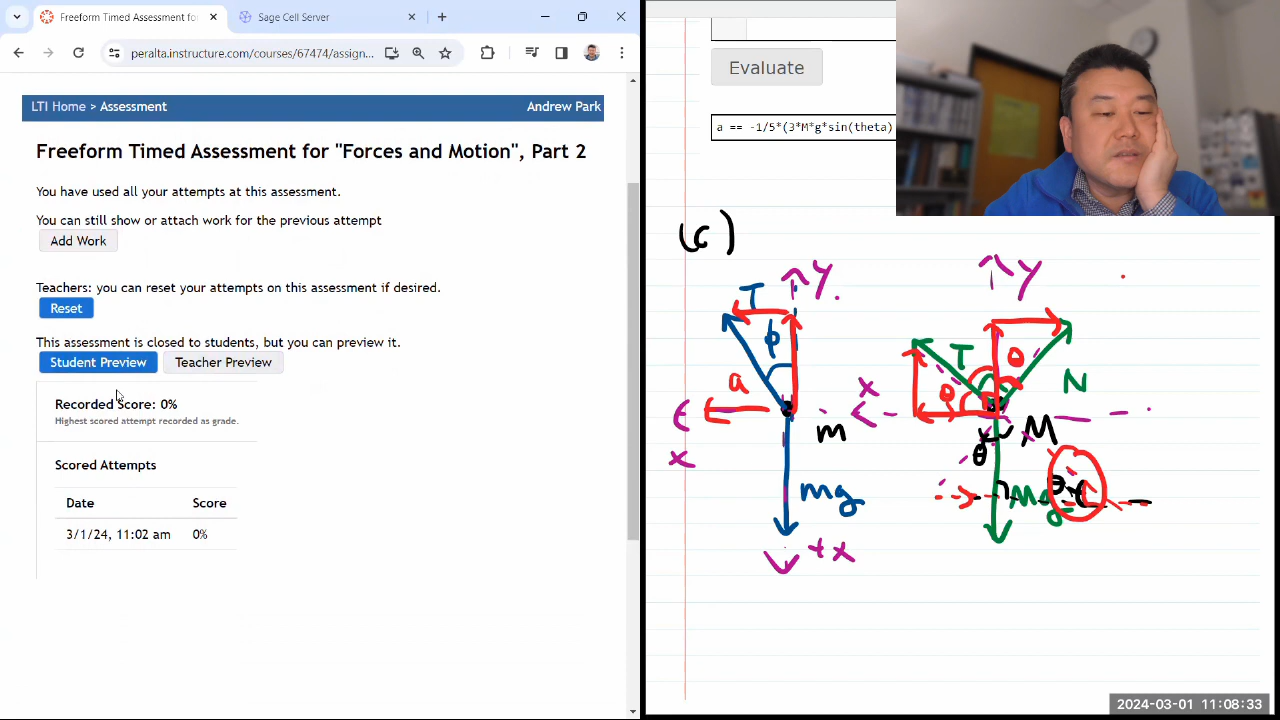 Freeform Timed Assessment for
Sage Cell Server
peralta.instructure.com/courses/67474/assign...
LTI Home > Assessment
Andrew Park
Freeform Timed Assessment for "Forces and Motion", Part 2
You have used all your attempts at this assessment.
You can still show or attach work for the previous attempt
Add Work
Teachers: you can reset your attempts on this assessment if desired.
Reset
This assessment is closed to students, but you can preview it.
Student Preview
Teacher Preview
Recorded Score: 0%
Highest scored attempt recorded as grade.
Scored Attempts
Date Score
3/1/24, 11:02 am 0%
Evaluate
a == -1/5*(3*M*g*sin(theta)
(c)
y
T
ϕ
a
x
m
mg
+x
y
T
θ
N
θ
x
M
θ
Mg
2024-03-01 11:08:33